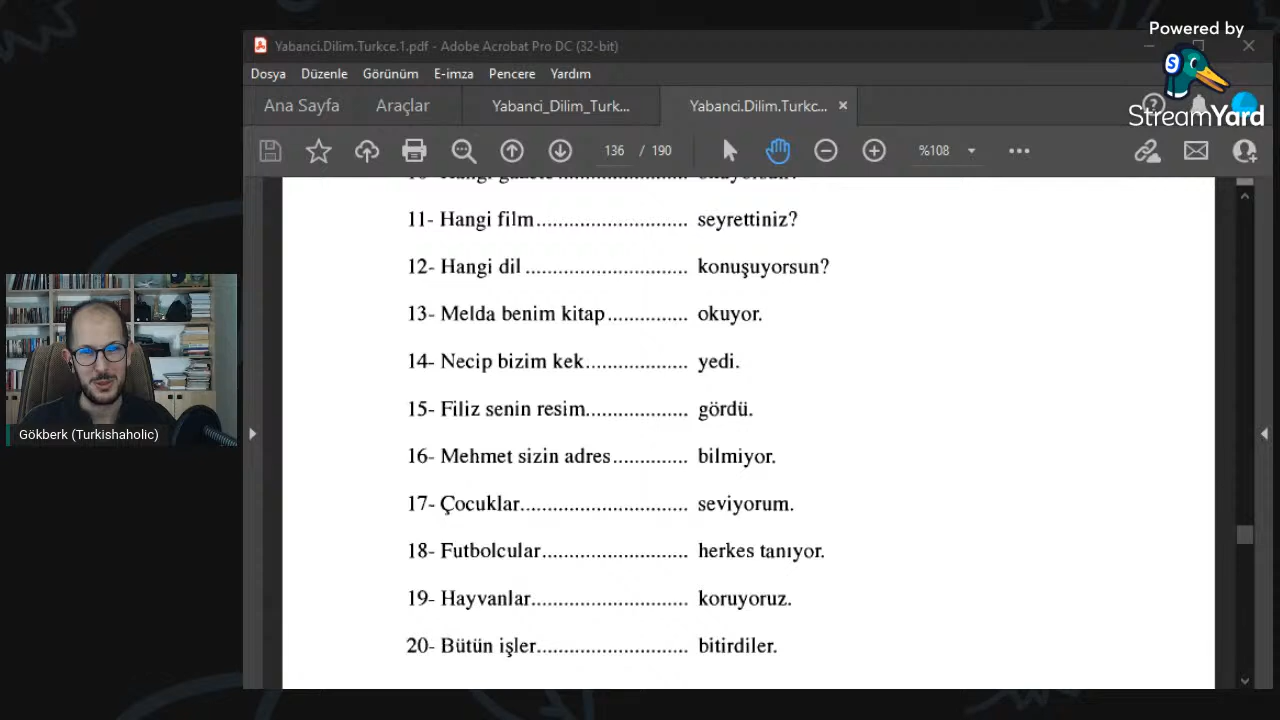 Powered by
StreamYard
Yabanci.Dilim.Turkce.1.pdf - Adobe Acrobat Pro DC (32-bit)
Dosya Düzenle Görünüm E-imza Pencere Yardım
Ana Sayfa Araçlar Yabanci_Dilim_Turk... Yabanci.Dilim.Turkc... ×
136 / 190 %108
11- Hangi film........................... seyrettiniz?
12- Hangi dil............................. konuşuyorsun?
13- Melda benim kitap.............. okuyor.
14- Necip bizim kek.................. yedi.
15- Filiz senin resim.................. gördü.
16- Mehmet sizin adres............. bilmiyor.
17- Çocuklar.............................. seviyorum.
18- Futbolcular.......................... herkes tanıyor.
19- Hayvanlar............................ koruyoruz.
20- Bütün işler........................... bitirdiler.
Gökberk (Turkishaholic)